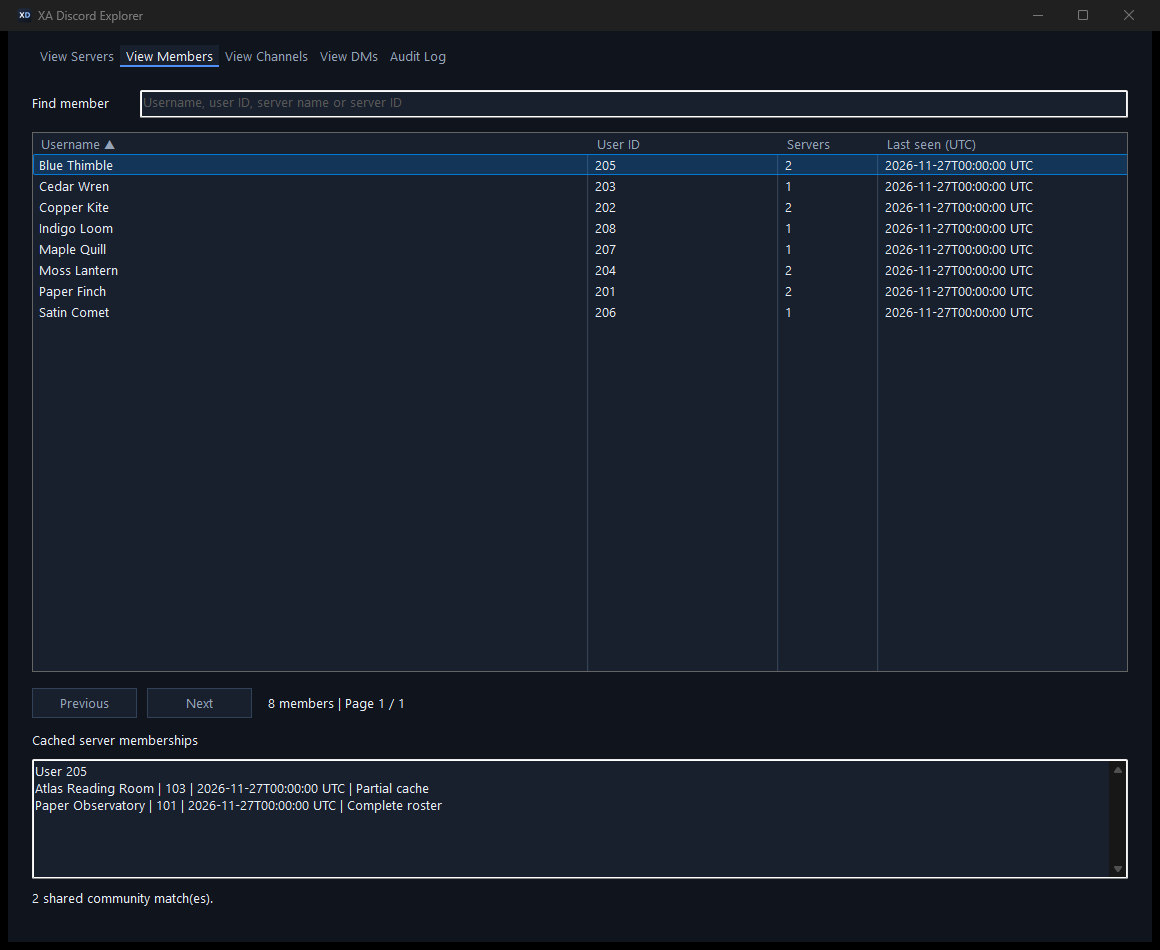 XD XA Discord Explorer
View Servers View Members View Channels View DMs Audit Log
Find member Username, user ID, server name or server ID
Username ▲ User ID Servers Last seen (UTC)
Blue Thimble 205 2 2026-11-27T00:00:00 UTC
Cedar Wren 203 1 2026-11-27T00:00:00 UTC
Copper Kite 202 2 2026-11-27T00:00:00 UTC
Indigo Loom 208 1 2026-11-27T00:00:00 UTC
Maple Quill 207 1 2026-11-27T00:00:00 UTC
Moss Lantern 204 2 2026-11-27T00:00:00 UTC
Paper Finch 201 2 2026-11-27T00:00:00 UTC
Satin Comet 206 1 2026-11-27T00:00:00 UTC
Previous Next 8 members | Page 1 / 1
Cached server memberships
User 205
Atlas Reading Room | 103 | 2026-11-27T00:00:00 UTC | Partial cache
Paper Observatory | 101 | 2026-11-27T00:00:00 UTC | Complete roster
2 shared community match(es).